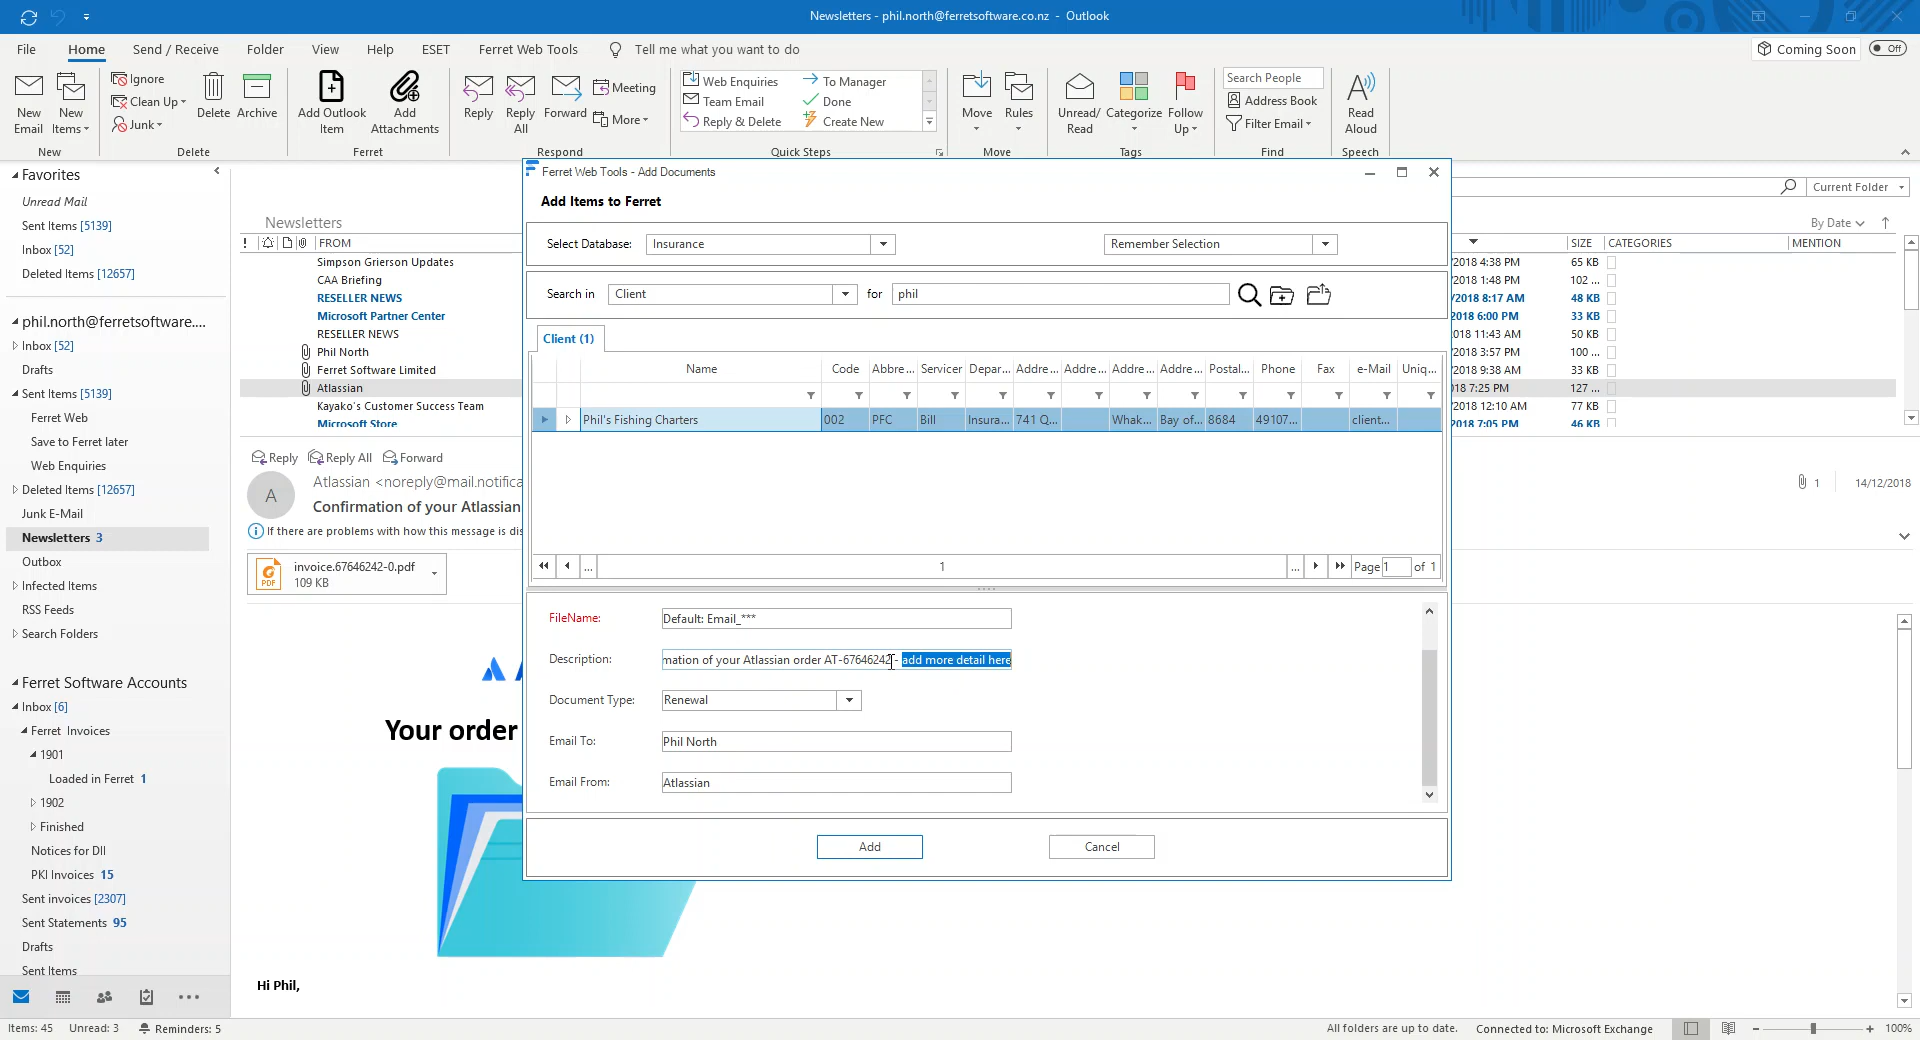 Newsletters - phil.north@ferretsoftware.co.nz - Outlook
File Home Send / Receive Folder View Help ESET Ferret Web Tools Tell me what you want to do
Coming Soon Off
New Email
New Items
New
Ignore
Clean Up
Junk
Delete
Archive
Delete
Add Outlook Item
Add Attachments
Ferret
Reply
Reply All
Forward
Meeting
More
Respond
Web Enquiries To Manager
Team Email Done
Reply & Delete Create New
Quick Steps
Move
Rules
Move
Unread/ Read
Categorize
Follow Up
Tags
Search People
Address Book
Filter Email
Find
Read Aloud
Speech
Favorites
Unread Mail
Sent Items [5139]
Inbox [52]
Deleted Items [12657]
phil.north@ferretsoftware....
Inbox [52]
Drafts
Sent Items [5139]
Ferret Web
Save to Ferret later
Web Enquiries
Deleted Items [12657]
Junk E-Mail
Newsletters 3
Outbox
Infected Items
RSS Feeds
Search Folders
Ferret Software Accounts
Inbox [6]
Ferret Invoices
1901
Loaded in Ferret 1
1902
Finished
Notices for DII
PKI Invoices 15
Sent invoices [2307]
Sent Statements 95
Drafts
Sent Items
Newsletters
! FROM
Simpson Grierson Updates
CAA Briefing
RESELLER NEWS
Microsoft Partner Center
RESELLER NEWS
Phil North
Ferret Software Limited
Atlassian
Kayako's Customer Success Team
Microsoft Store
Reply Reply All Forward
A
Atlassian <noreply@mail.notifica
Confirmation of your Atlassian
If there are problems with how this message is dis
PDF
invoice.67646242-0.pdf
109 KB
Your order
Hi Phil,
Ferret Web Tools - Add Documents
Add Items to Ferret
Select Database: Insurance Remember Selection
Search in Client for phil
Client (1)
Name Code Abbre... Servicer Depar... Addre... Addre... Addre... Addre... Postal... Phone Fax e-Mail Uniq...
Phil's Fishing Charters 002 PFC Bill Insura... 741 Q... Whak... Bay of... 8684 49107... client...
... 1 ... Page 1 of 1
FileName: Default: Email_***
Description: mation of your Atlassian order AT-67646242 - add more detail here
Document Type: Renewal
Email To: Phil North
Email From: Atlassian
Add Cancel
Current Folder
By Date
SIZE CATEGORIES MENTION
/2018 4:38 PM 65 KB
/2018 1:48 PM 102 ...
/2018 8:17 AM 48 KB
/2018 6:00 PM 33 KB
018 11:43 AM 50 KB
/2018 3:57 PM 100 ...
/2018 9:38 AM 33 KB
018 7:25 PM 127 ...
/2018 12:10 AM 77 KB
/2018 7:05 PM 46 KB
1 14/12/2018
Items: 45 Unread: 3 Reminders: 5
All folders are up to date. Connected to: Microsoft Exchange 100%